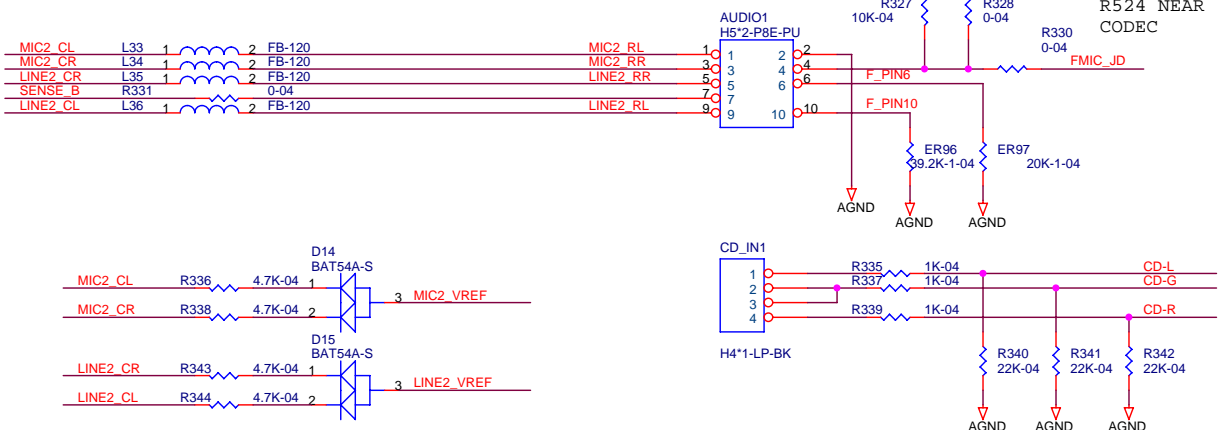 R327
10K-04
R328
0-04
R524 NEAR
CODEC
R330
0-04
FMIC_JD
AUDIO1
H5*2-P8E-PU
MIC2_CL L33 1 2 FB-120 MIC2_RL 1 1 2 2
MIC2_CR L34 1 2 FB-120 MIC2_RR 3 3 4 4
LINE2_CR L35 1 2 FB-120 LINE2_RR 5 5 6 6 F_PIN6
SENSE_B R331 0-04 7 7
LINE2_CL L36 1 2 FB-120 LINE2_RL 9 9 10 10 F_PIN10
ER96
39.2K-1-04
ER97
20K-1-04
AGND
AGND
AGND
D14
BAT54A-S
MIC2_CL R336 4.7K-04 1
3 MIC2_VREF
MIC2_CR R338 4.7K-04 2
D15
BAT54A-S
LINE2_CR R343 4.7K-04 1
3 LINE2_VREF
LINE2_CL R344 4.7K-04 2
CD_IN1
1 R335 1K-04 CD-L
2 R337 1K-04 CD-G
3
4 R339 1K-04 CD-R
H4*1-LP-BK
R340
22K-04
R341
22K-04
R342
22K-04
AGND
AGND
AGND